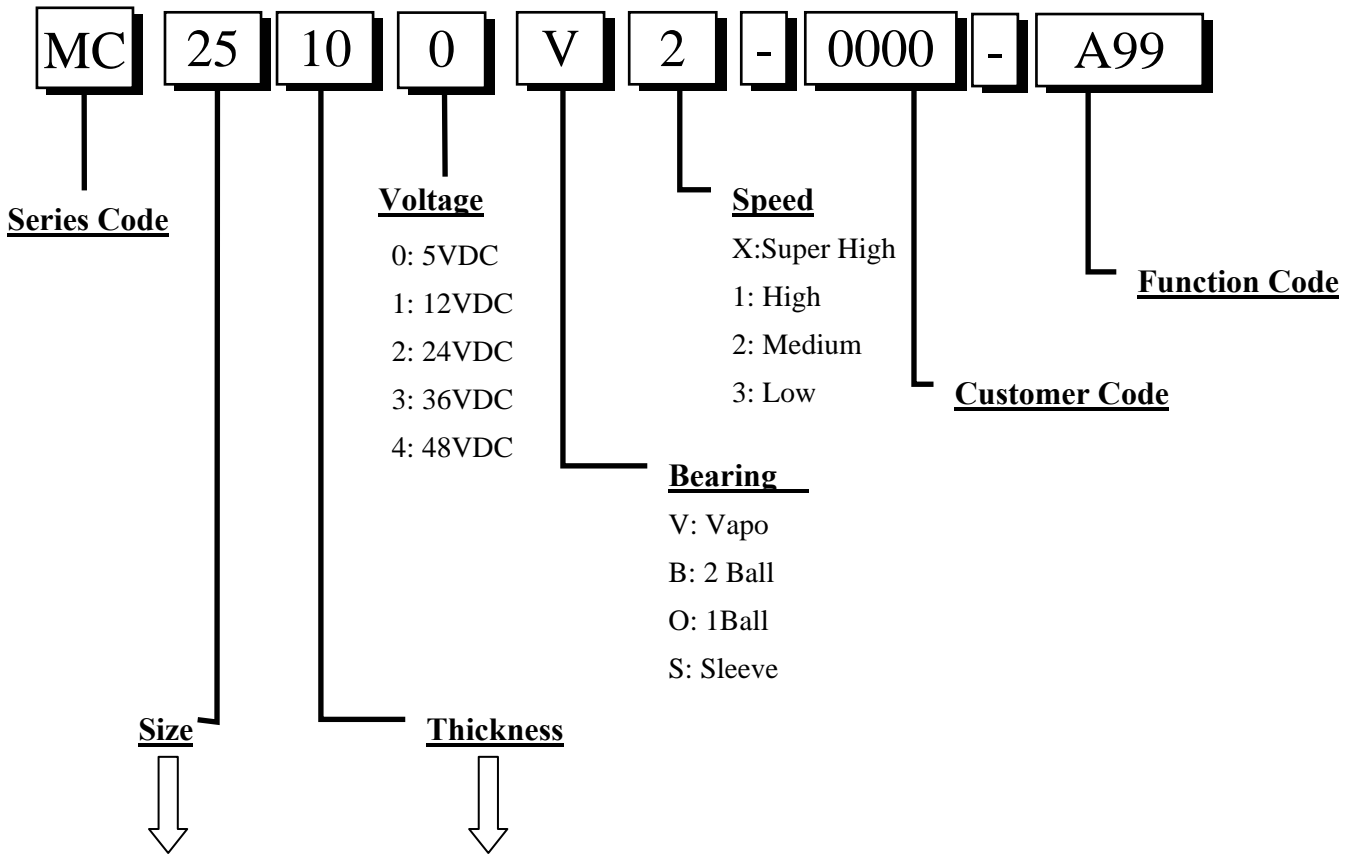 MC 25 10 0 V 2 - 0000 - A99
Series Code
Voltage
0: 5VDC
1: 12VDC
2: 24VDC
3: 36VDC
4: 48VDC
Speed
X:Super High
1: High
2: Medium
3: Low
Function Code
Customer Code
Bearing
V: Vapo
B: 2 Ball
O: 1Ball
S: Sleeve
Size
Thickness